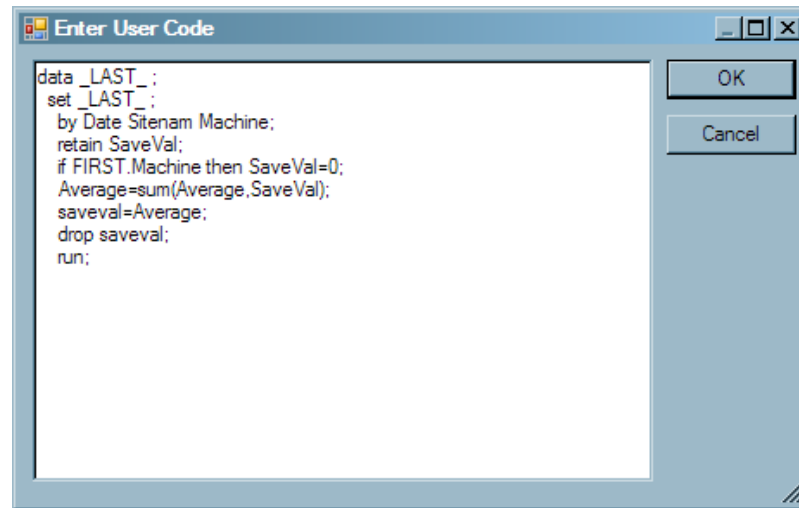 Enter User Code
data _LAST_ ;
set _LAST_ ;
by Date Sitenam Machine;
retain SaveVal;
if FIRST.Machine then SaveVal=0;
Average=sum(Average,SaveVal);
saveval=Average;
drop saveval;
run;
OK
Cancel